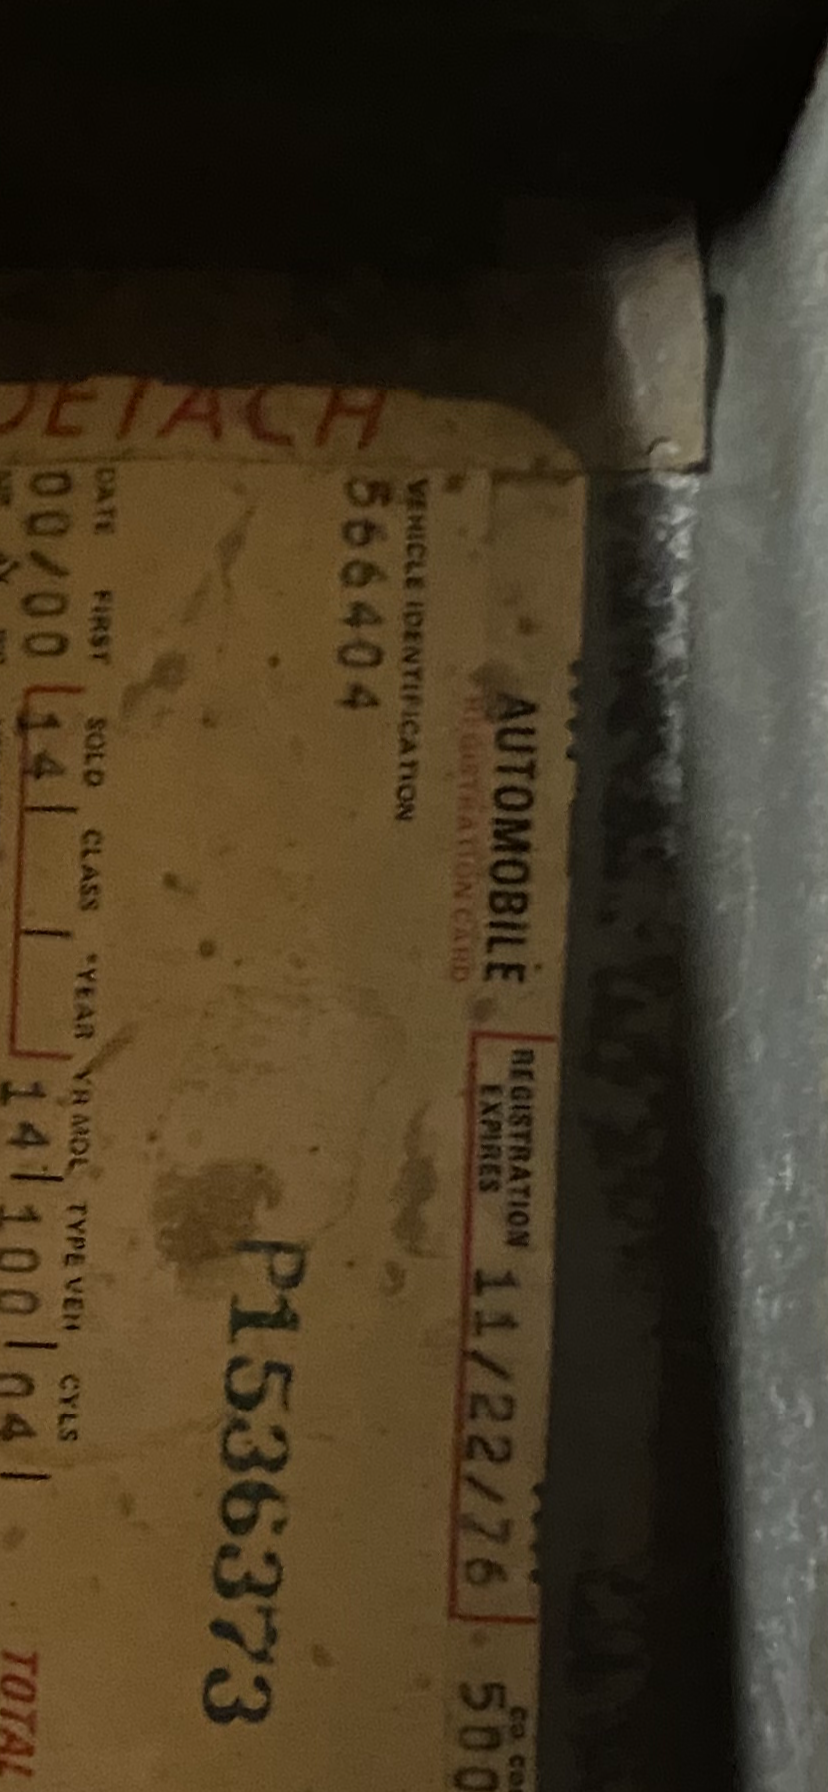 DETACH
AUTOMOBILE
REGISTRATION CARD
REGISTRATION
EXPIRES
11/22/76
500
VEHICLE IDENTIFICATION
566404
P1536373
DATE FIRST SOLD CLASS *YEAR YR MDL TYPE VEH CYLS
00/00 | 14 | | 14 | 100 | 04 |
TOTAL